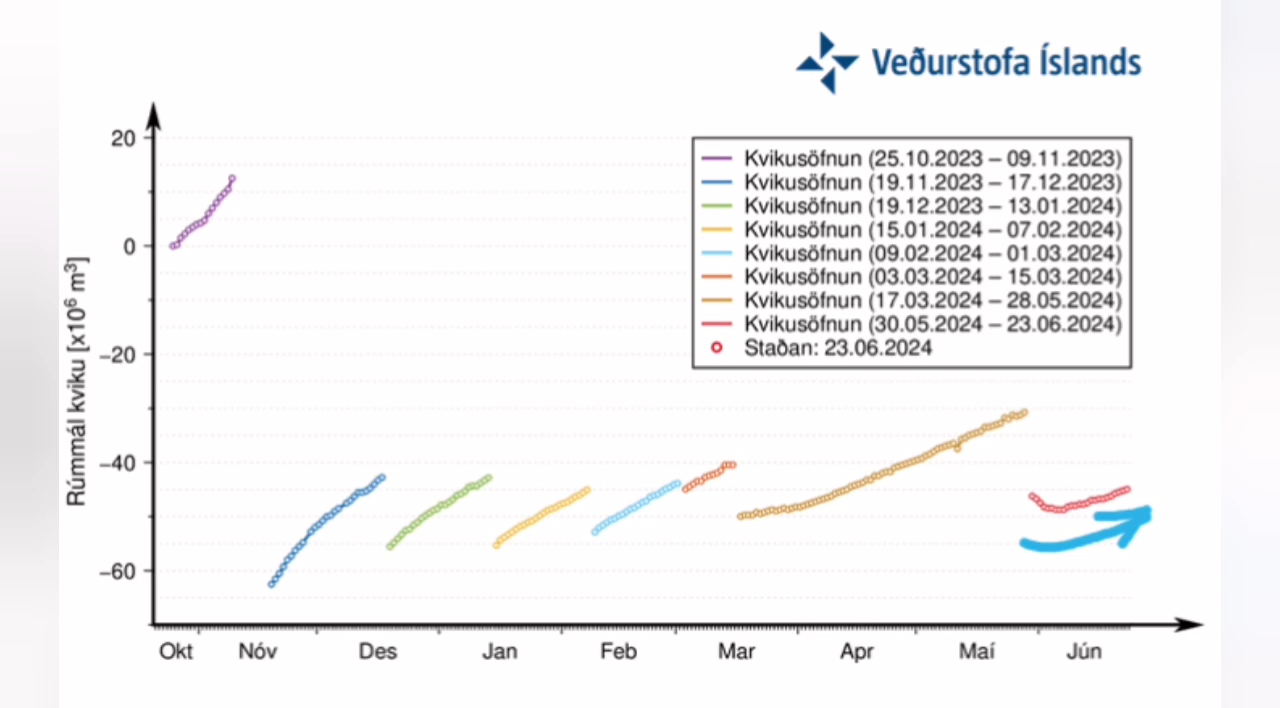 Veðurstofa Íslands
20
0
−20
−40
−60
Rúmmál kviku [x10⁶ m³]
Kvikusöfnun (25.10.2023 – 09.11.2023)
Kvikusöfnun (19.11.2023 – 17.12.2023)
Kvikusöfnun (19.12.2023 – 13.01.2024)
Kvikusöfnun (15.01.2024 – 07.02.2024)
Kvikusöfnun (09.02.2024 – 01.03.2024)
Kvikusöfnun (03.03.2024 – 15.03.2024)
Kvikusöfnun (17.03.2024 – 28.05.2024)
Kvikusöfnun (30.05.2024 – 23.06.2024)
Staðan: 23.06.2024
Okt Nóv Des Jan Feb Mar Apr Maí Jún